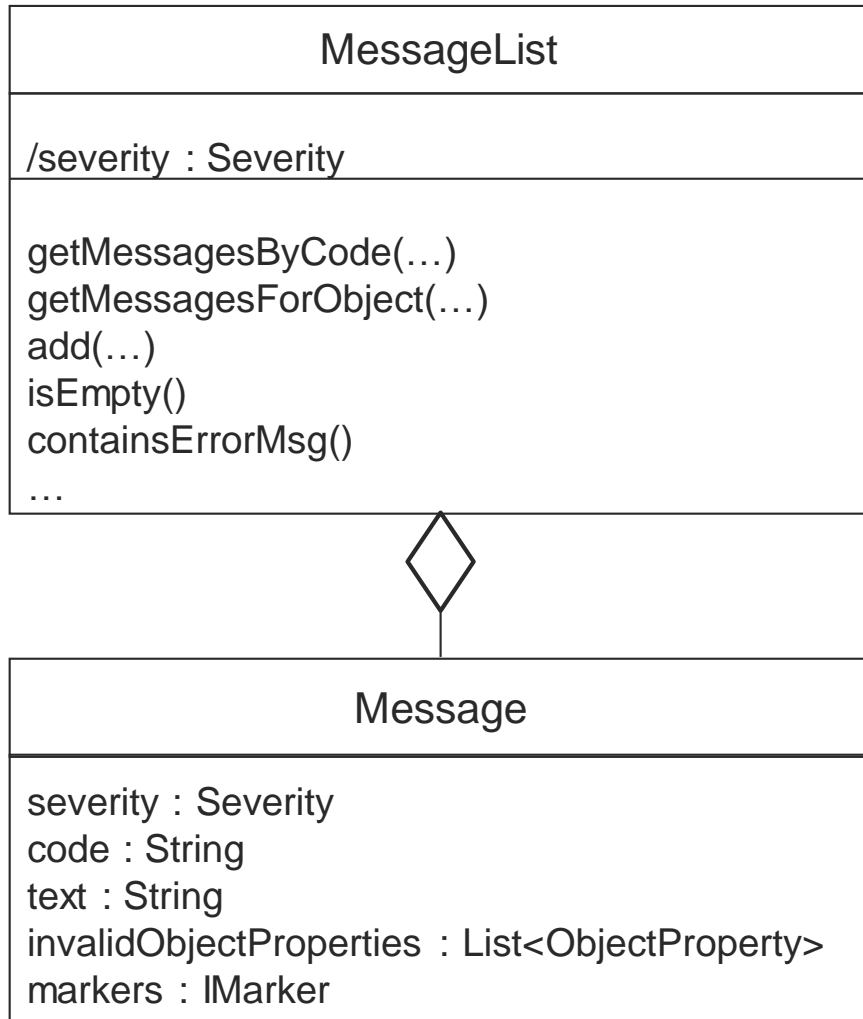 MessageList
/severity : Severity
getMessagesByCode(…)
getMessagesForObject(…)
add(…)
isEmpty()
containsErrorMsg()
…
Message
severity : Severity
code : String
text : String
invalidObjectProperties : List<ObjectProperty>
markers : IMarker